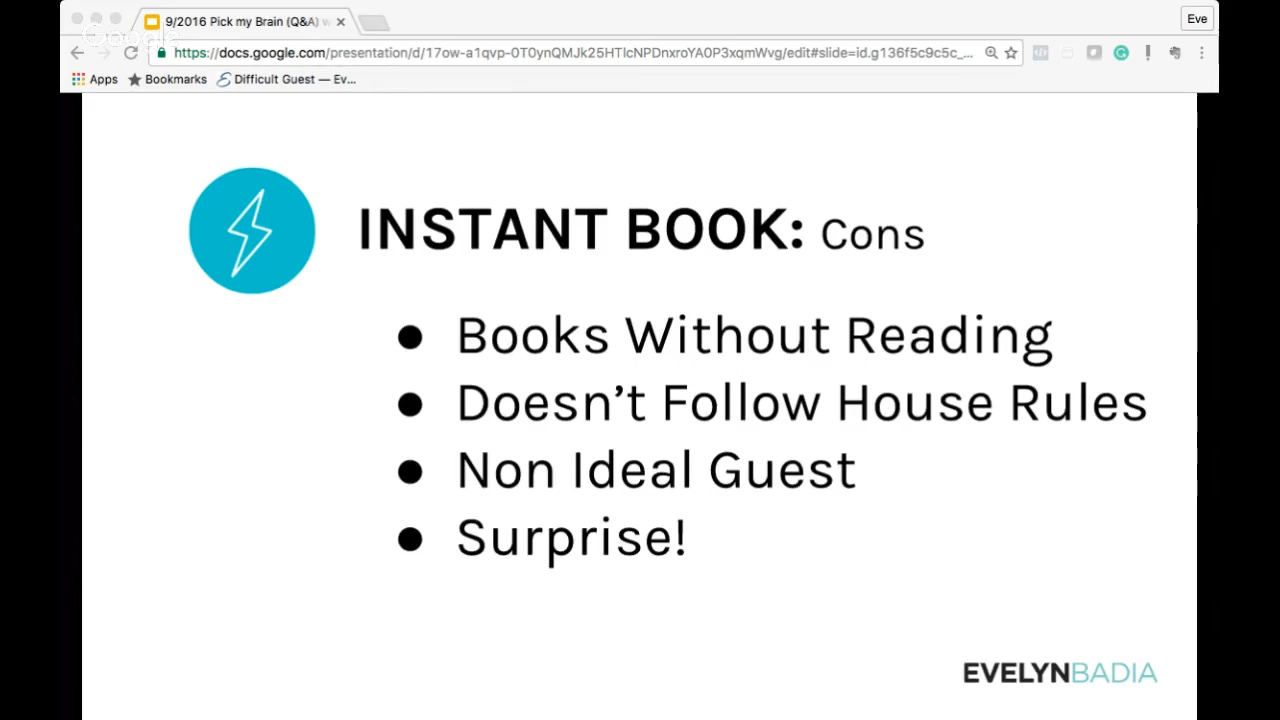 9/2016 Pick my Brain (Q&A) w
Eve
Google
https://docs.google.com/presentation/d/17ow-a1qvp-0T0ynQMJk25HTlcNPDnxroYA0P3xqmWvg/edit#slide=id.g136f5c9c5c_...
Apps Bookmarks Difficult Guest — Ev...
INSTANT BOOK: Cons
● Books Without Reading
● Doesn’t Follow House Rules
● Non Ideal Guest
● Surprise!
EVELYNBADIA